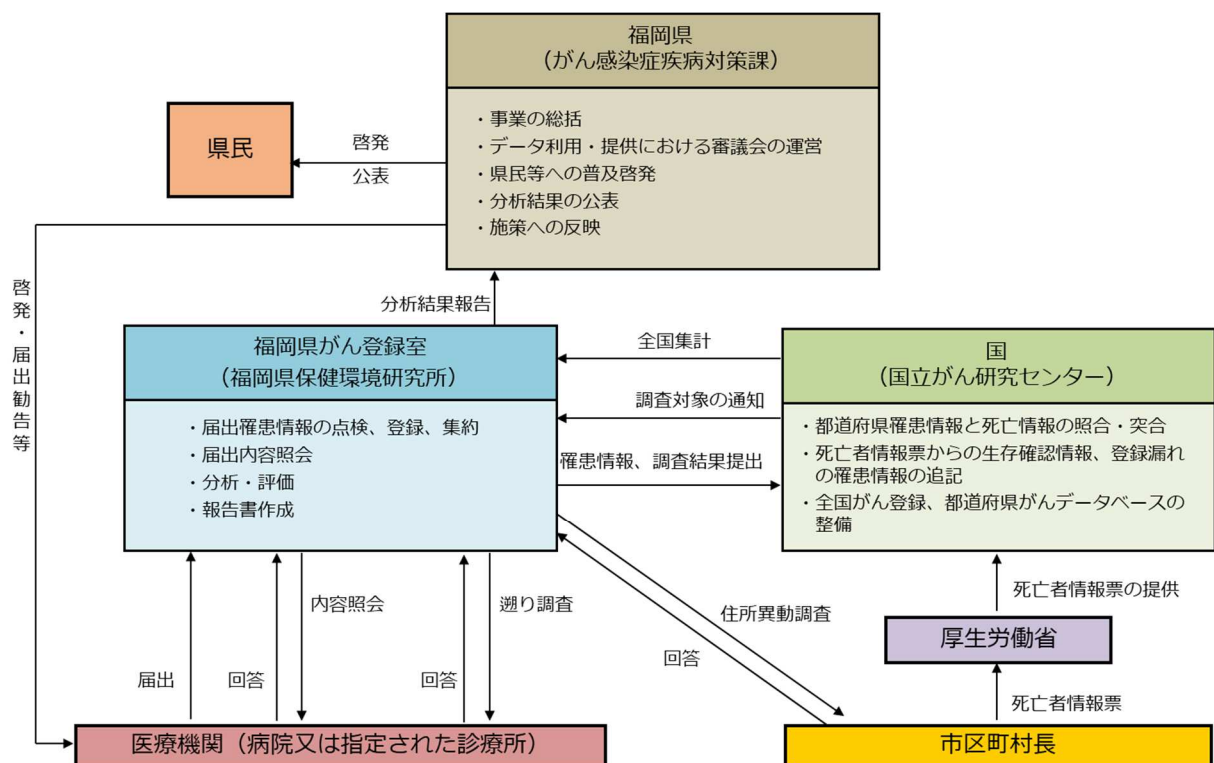 福岡県
（がん感染症疾病対策課）
・事業の総括
・データ利用・提供における審議会の運営
・県民等への普及啓発
・分析結果の公表
・施策への反映
県民
啓発
公表
啓発・届出勧告等
分析結果報告
福岡県がん登録室
（福岡県保健環境研究所）
・届出罹患情報の点検、登録、集約
・届出内容照会
・分析・評価
・報告書作成
全国集計
調査対象の通知
罹患情報、調査結果提出
国
（国立がん研究センター）
・都道府県罹患情報と死亡情報の照合・突合
・死亡者情報票からの生存確認情報、登録漏れ
の罹患情報の追記
・全国がん登録、都道府県がんデータベースの
整備
届出
回答
内容照会
回答
遡り調査
住所異動調査
回答
死亡者情報票の提供
厚生労働省
死亡者情報票
医療機関（病院又は指定された診療所）
市区町村長